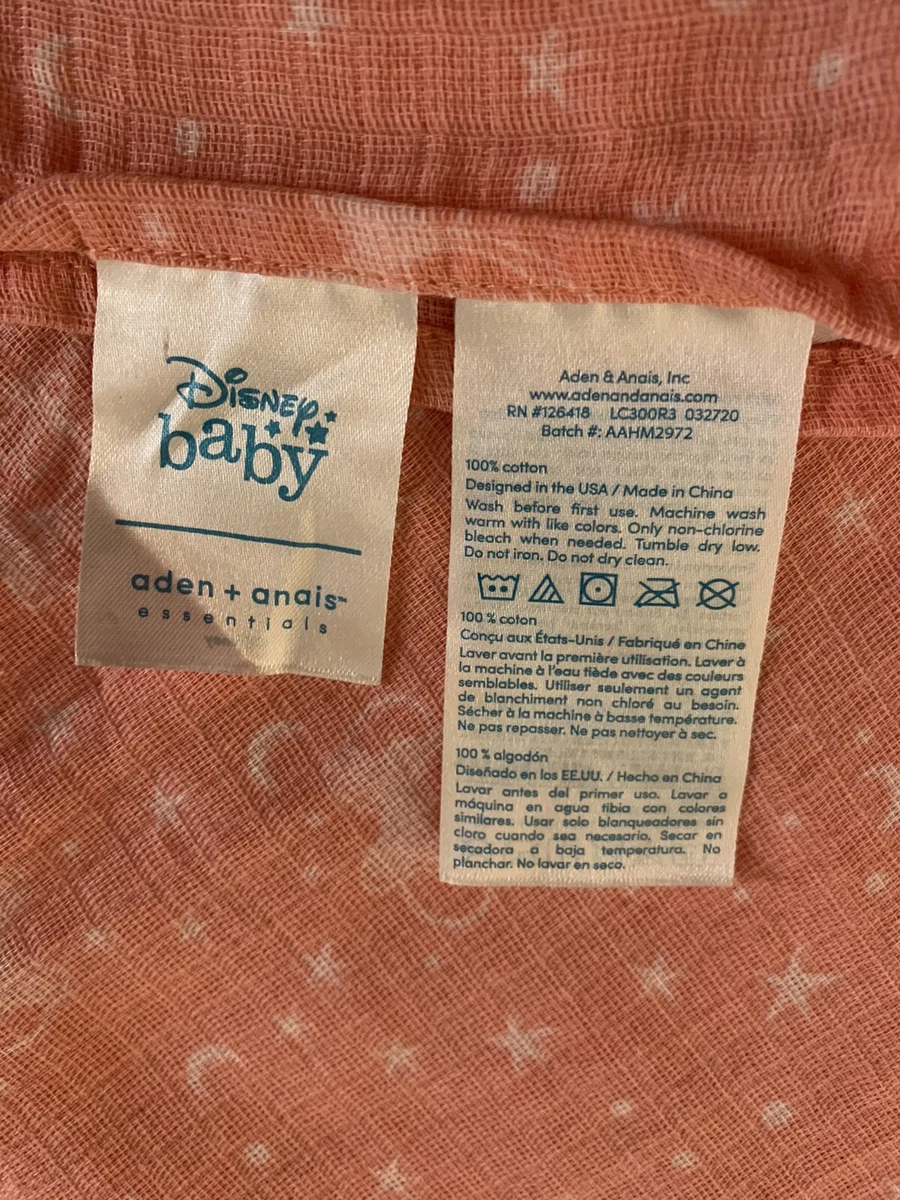 Disney
baby
aden + anais™
essentials
Aden & Anais, Inc
www.adenandanais.com
RN #126418 LC300R3 032720
Batch #: AAHM2972
100% cotton
Designed in the USA / Made in China
Wash before first use. Machine wash
warm with like colors. Only non-chlorine
bleach when needed. Tumble dry low.
Do not iron. Do not dry clean.
100 % coton
Conçu aux États-Unis / Fabriqué en Chine
Laver avant la première utilisation. Laver à
la machine à l'eau tiède avec des couleurs
semblables. Utiliser seulement un agent
de blanchiment non chloré au besoin.
Sécher à la machine à basse température.
Ne pas repasser. Ne pas nettoyer à sec.
100 % algodón
Diseñado en los EE.UU. / Hecho en China
Lavar antes del primer uso. Lavar a
máquina en agua tibia con colores
similares. Usar solo blanqueadores sin
cloro cuando sea necesario. Secar en
secadora a baja temperatura. No
planchar. No lavar en seco.